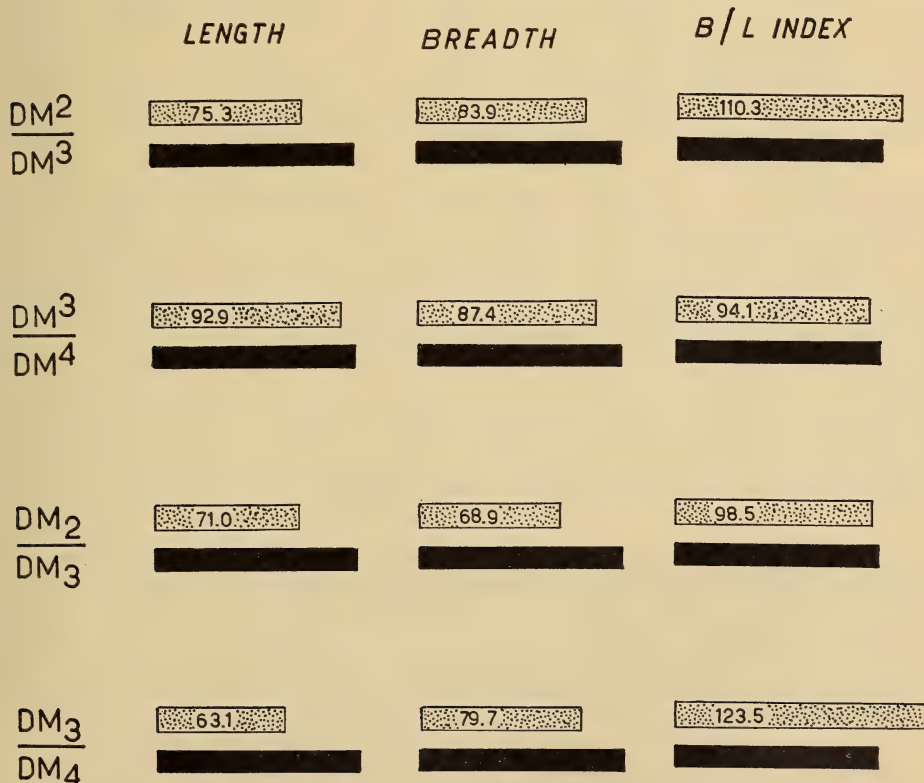 LENGTH BREADTH B/L INDEX
DM² 75.3 83.9 110.3
DM³
DM³ 92.9 87.4 94.1
DM⁴
DM₂ 71.0 68.9 98.5
DM₃
DM₃ 63.1 79.7 123.5
DM₄